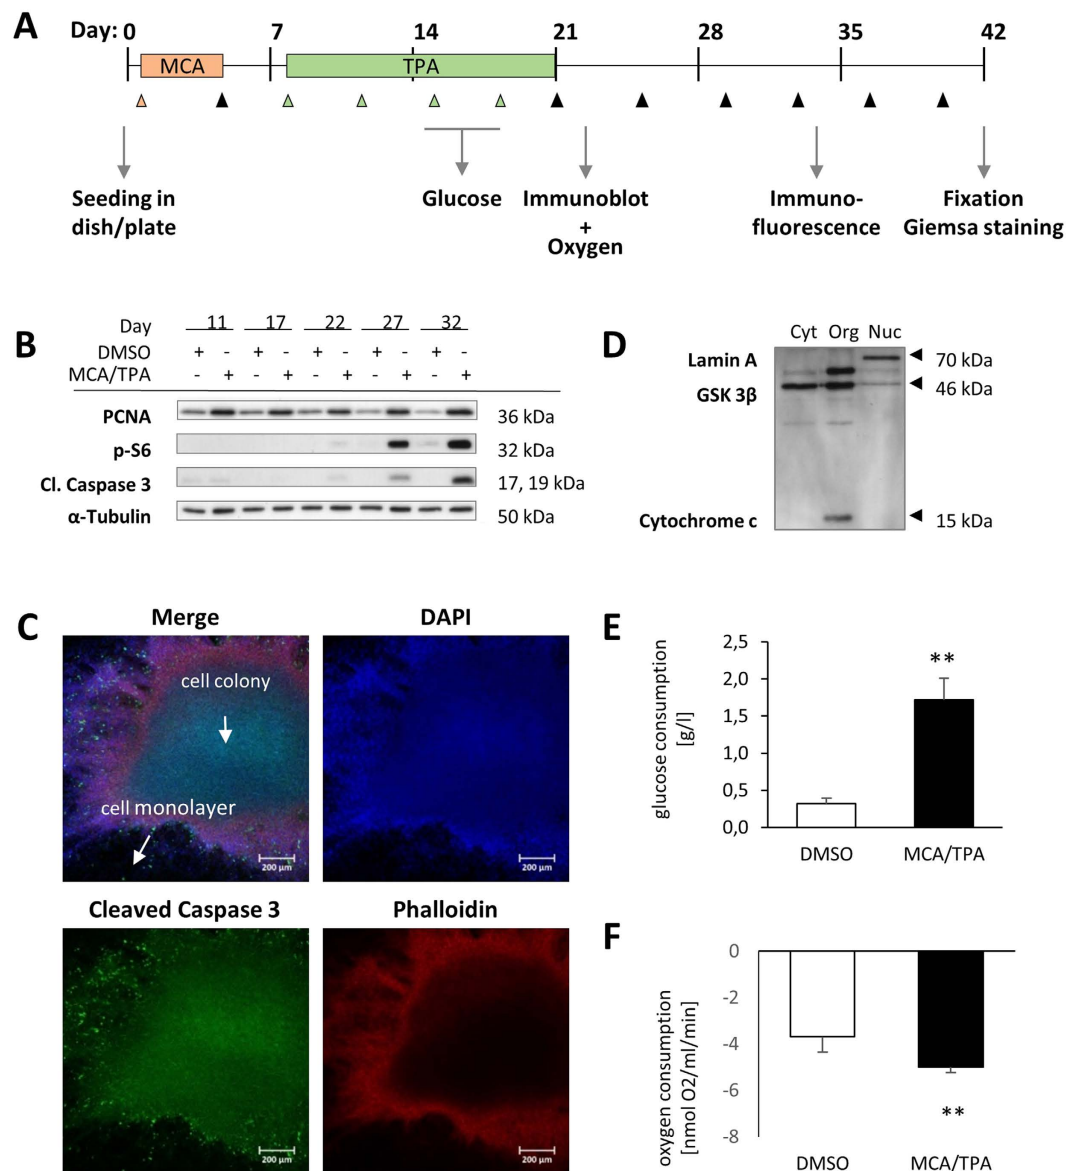 A
Day: 0 7 14 21 28 35 42
MCA TPA
Seeding in
dish/plate
Glucose
Immunoblot
+
Oxygen
Immuno-
fluorescence
Fixation
Giemsa staining
B
Day 11 17 22 27 32
DMSO + - + - + - + - + -
MCA/TPA - + - + - + - + - +
PCNA 36 kDa
p-S6 32 kDa
Cl. Caspase 3 17, 19 kDa
α-Tubulin 50 kDa
D
Cyt Org Nuc
Lamin A 70 kDa
GSK 3β 46 kDa
Cytochrome c 15 kDa
C
Merge
cell colony
cell monolayer
200 µm
DAPI
200 µm
Cleaved Caspase 3
200 µm
Phalloidin
200 µm
E
glucose consumption
[g/l]
2,5
2,0
1,5
1,0
0,5
0,0
**
DMSO MCA/TPA
F
oxygen consumption
[nmol O2/ml/min]
0
-2
-4
-6
-8
**
DMSO MCA/TPA